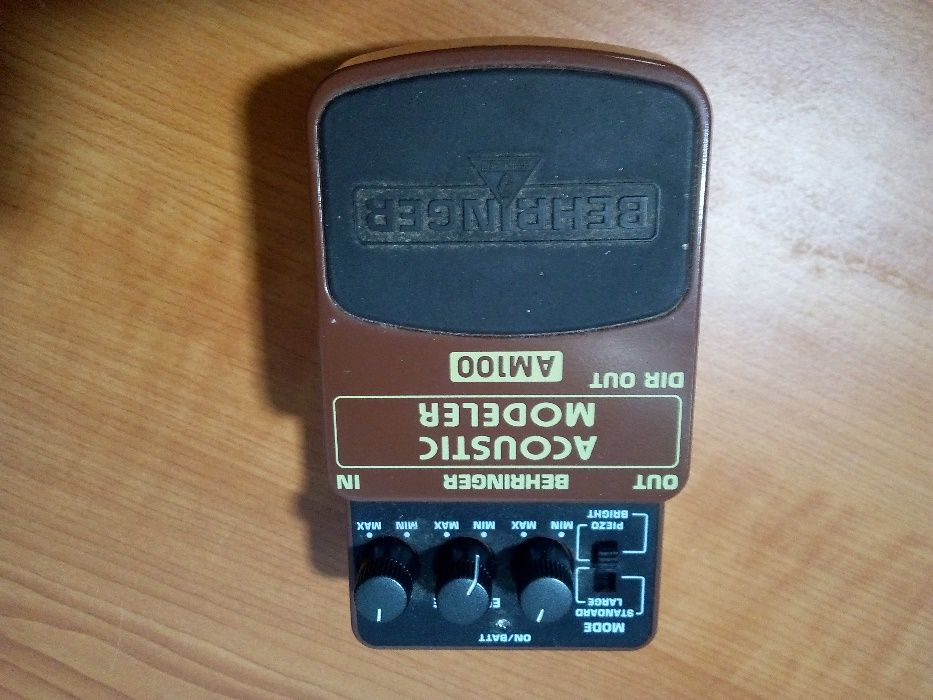 ON/BATT
MODE
STANDARD
LARGE
PIEZO
BRIGHT
MIN MAX MIN MAX MIN MAX
OUT BEHRINGER IN
ACOUSTIC
MODELER
DIR OUT
AM100
BEHRINGER